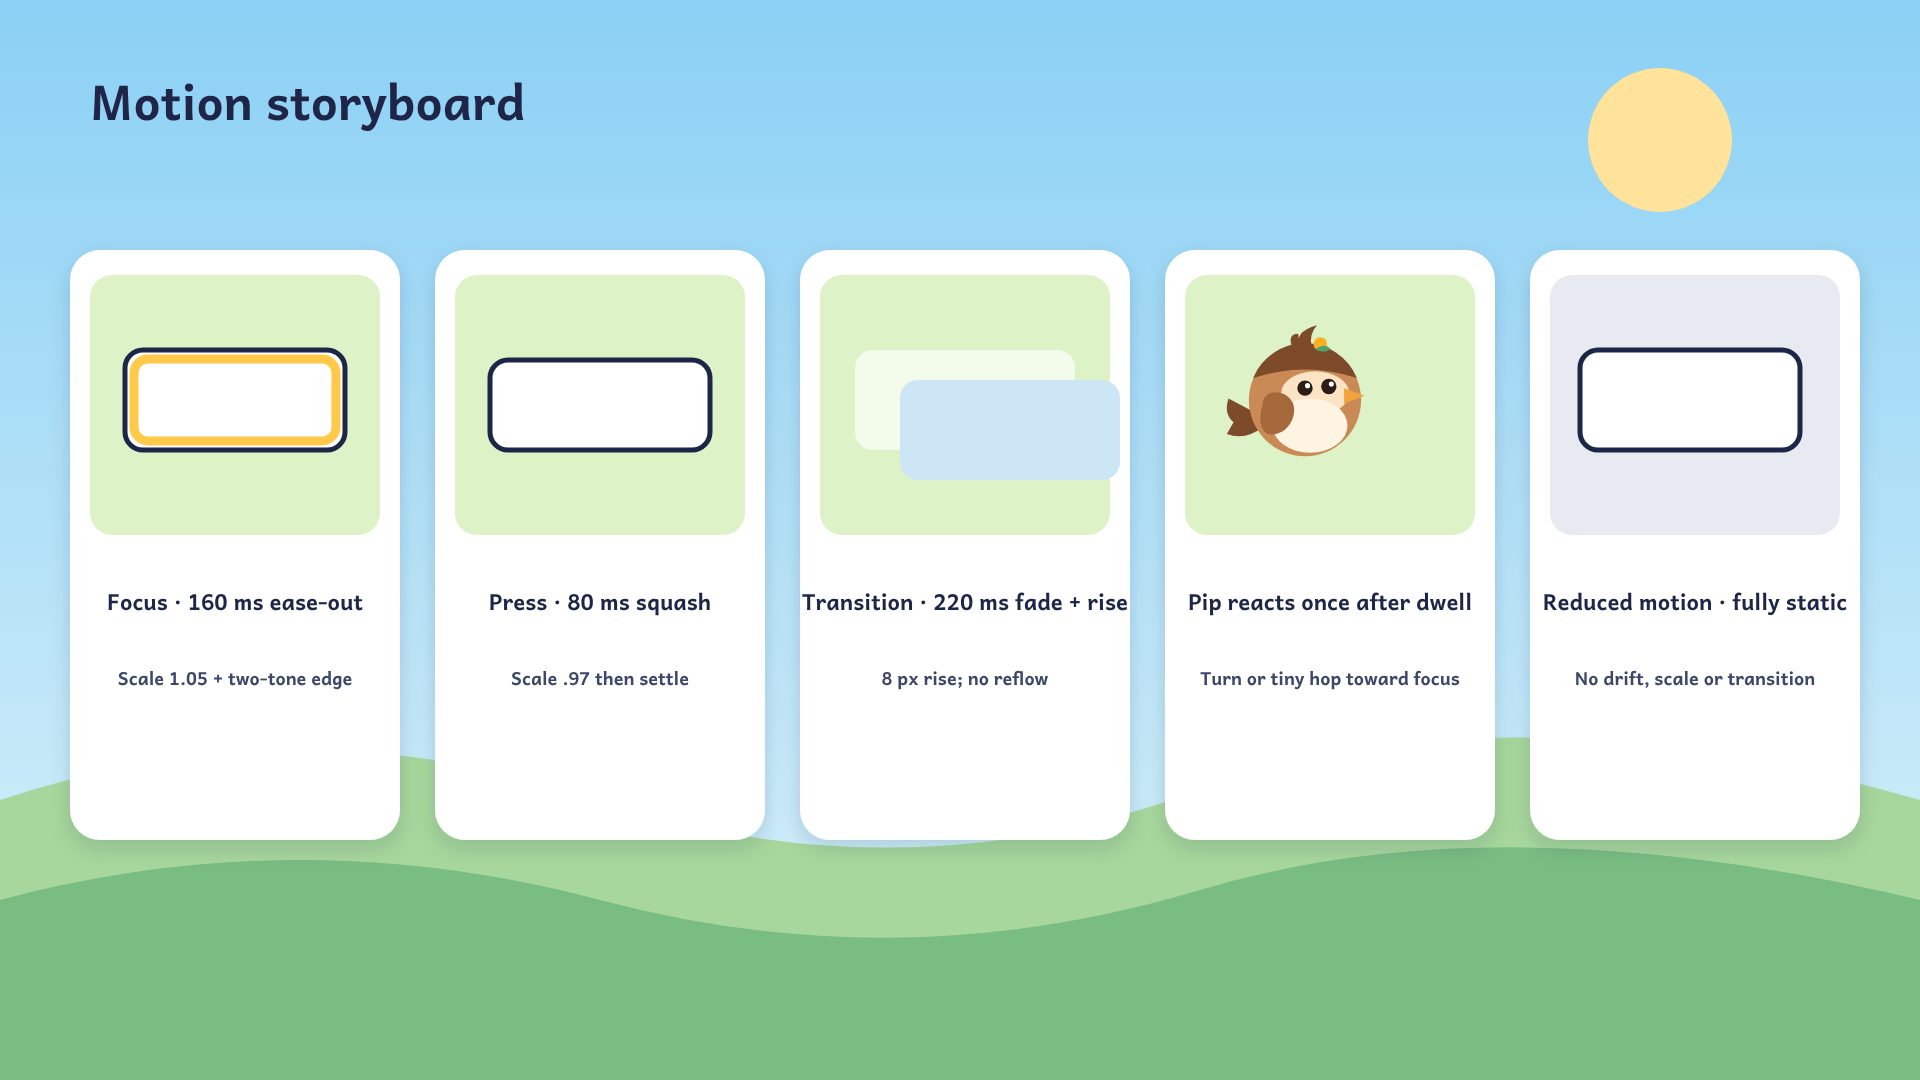 Motion storyboard
Focus · 160 ms ease-out
Scale 1.05 + two-tone edge
Press · 80 ms squash
Scale .97 then settle
Transition · 220 ms fade + rise
8 px rise; no reflow
Pip reacts once after dwell
Turn or tiny hop toward focus
Reduced motion · fully static
No drift, scale or transition